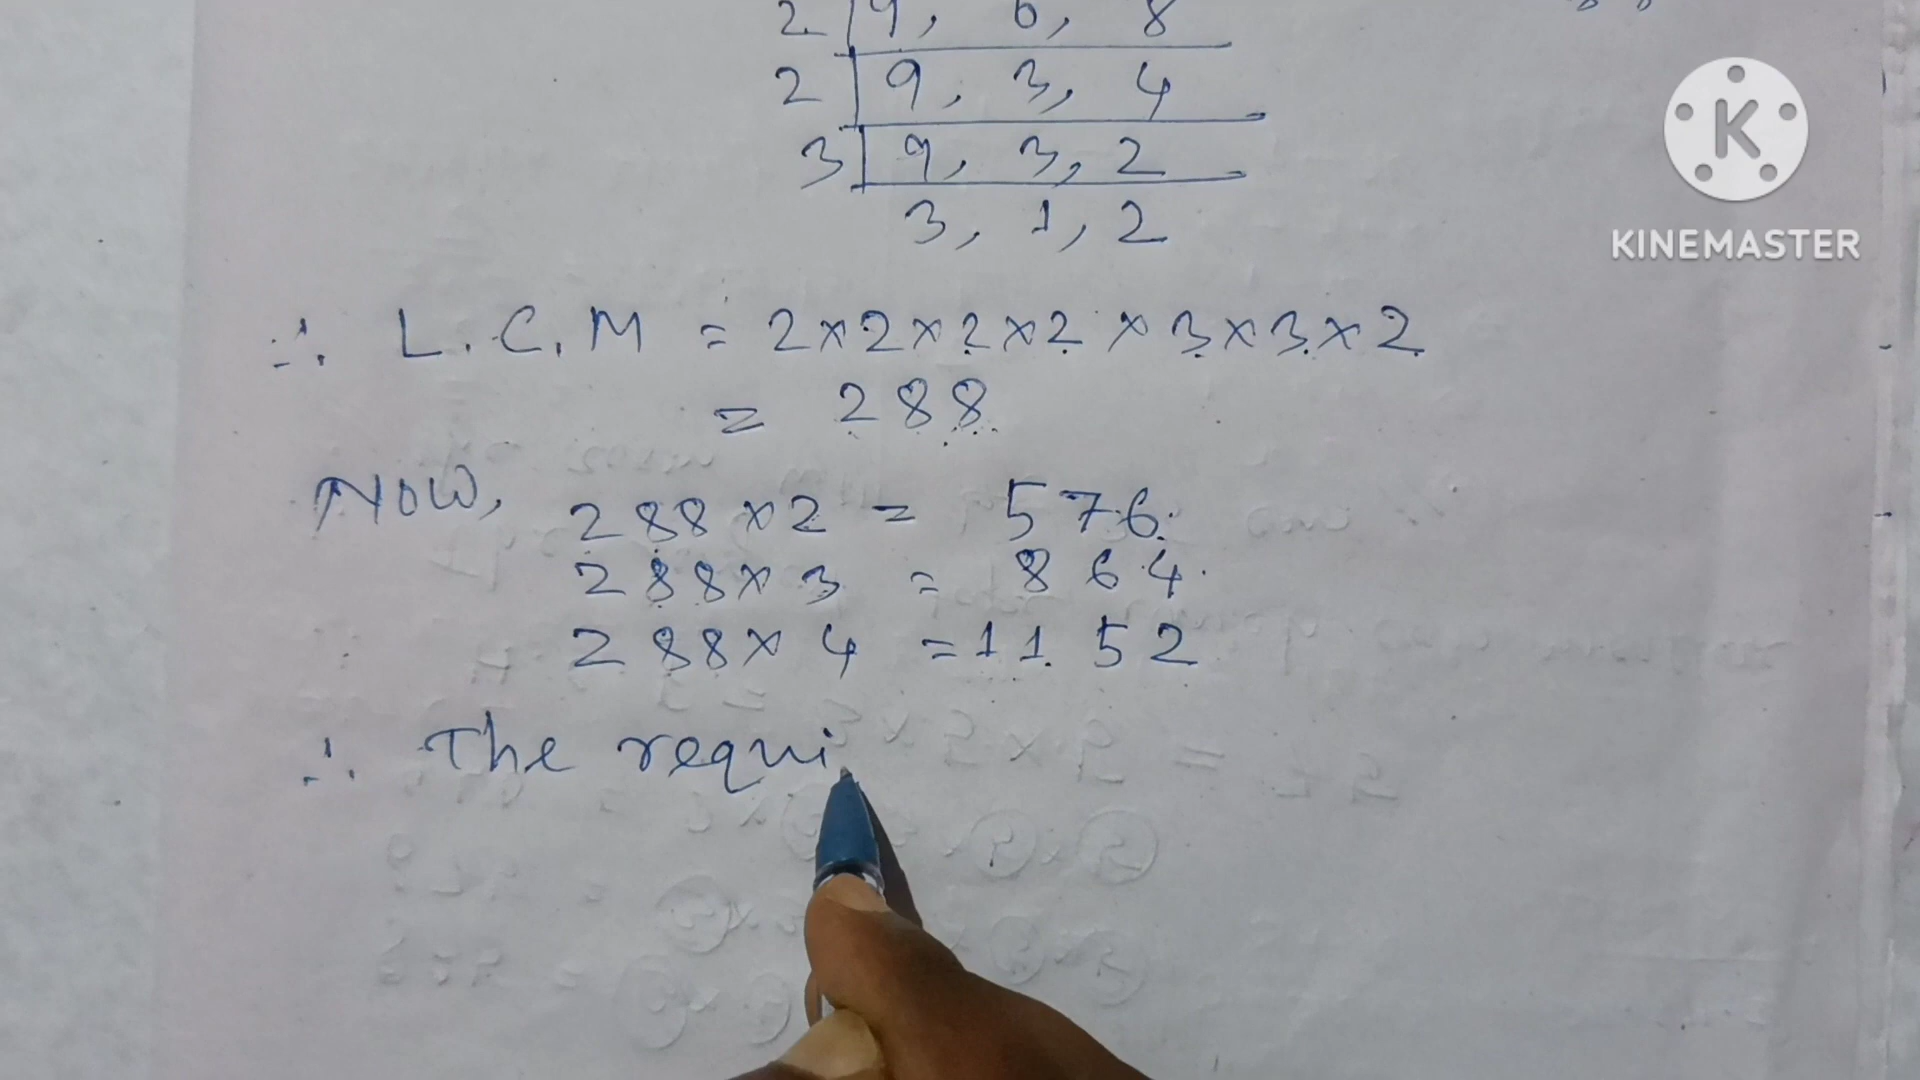 2 | 9, 6, 8
2 | 9, 3, 4
3 | 9, 3, 2
3, 1, 2
∴ L.C.M = 2×2×2×2×3×3×2
= 288
Now, 288×2 = 576
288×3 = 864
288×4 = 1152
∴ The requi
K
KINEMASTER